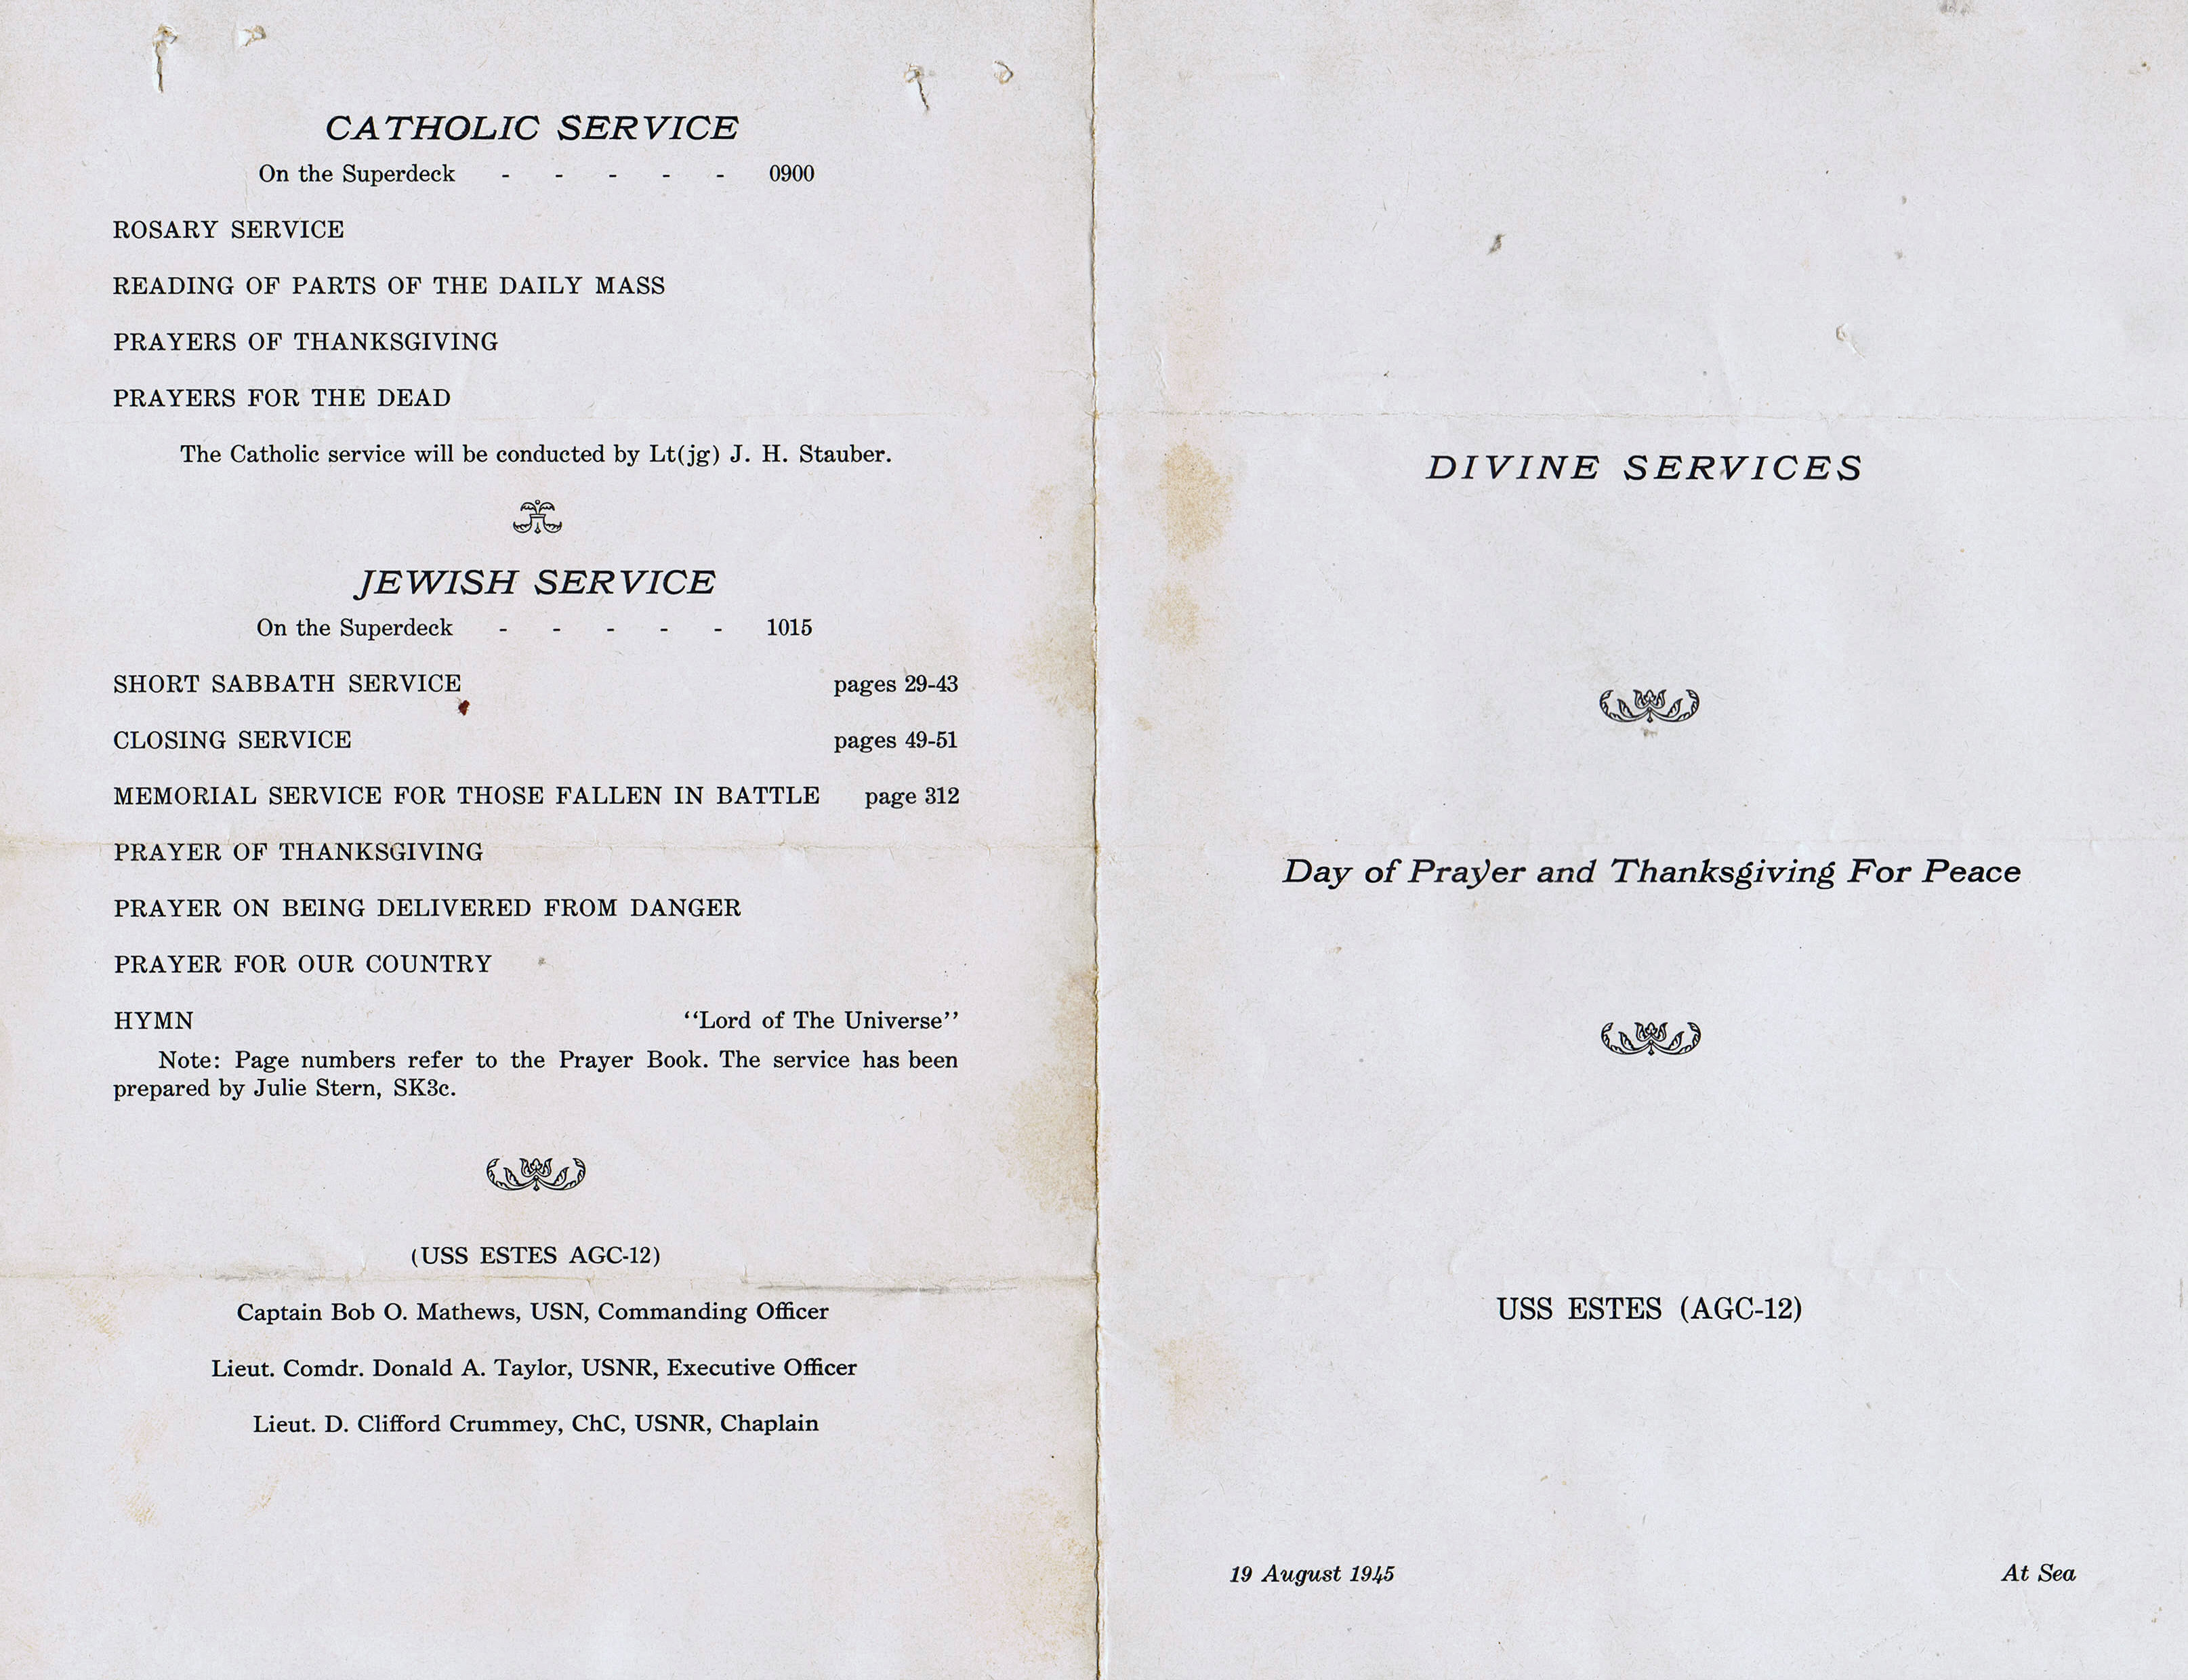 CATHOLIC SERVICE
On the Superdeck - - - - - 0900
ROSARY SERVICE
READING OF PARTS OF THE DAILY MASS
PRAYERS OF THANKSGIVING
PRAYERS FOR THE DEAD
The Catholic service will be conducted by Lt(jg) J. H. Stauber.
JEWISH SERVICE
On the Superdeck - - - - - 1015
SHORT SABBATH SERVICE pages 29-43
CLOSING SERVICE pages 49-51
MEMORIAL SERVICE FOR THOSE FALLEN IN BATTLE page 312
PRAYER OF THANKSGIVING
PRAYER ON BEING DELIVERED FROM DANGER
PRAYER FOR OUR COUNTRY
HYMN ‘‘Lord of The Universe’’
Note: Page numbers refer to the Prayer Book. The service has been
prepared by Julie Stern, SK3c.
(USS ESTES AGC-12)
Captain Bob O. Mathews, USN, Commanding Officer
Lieut. Comdr. Donald A. Taylor, USNR, Executive Officer
Lieut. D. Clifford Crummey, ChC, USNR, Chaplain
DIVINE SERVICES
Day of Prayer and Thanksgiving For Peace
USS ESTES (AGC-12)
19 August 1945 At Sea